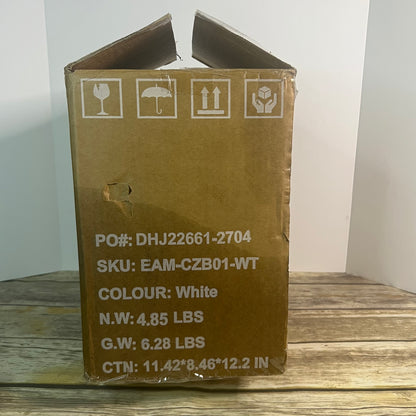 PO#: DHJ22661-2704
SKU: EAM-CZB01-WT
COLOUR: White
N.W: 4.85 LBS
G.W: 6.28 LBS
CTN: 11.42*8.46*12.2 IN